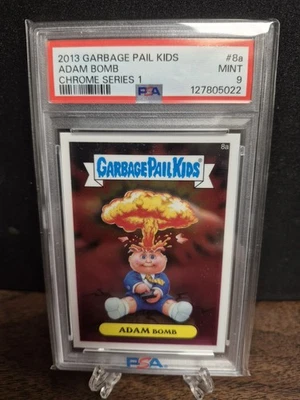 2013 GARBAGE PAIL KIDS #8a
ADAM BOMB MINT
CHROME SERIES 1 9
PSA 127805022
8a
GARBAGE PAIL KIDS
ADAM BOMB
PSA